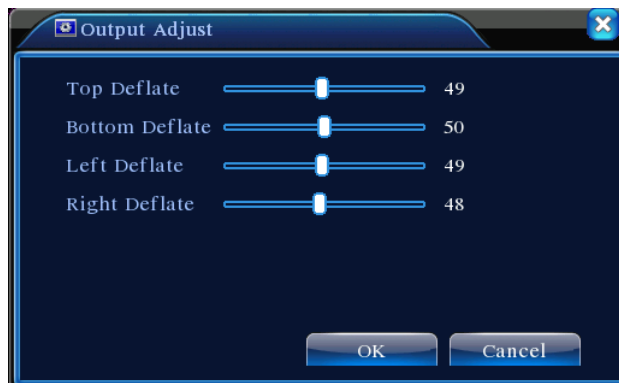 Output Adjust
Top Deflate 49
Bottom Deflate 50
Left Deflate 49
Right Deflate 48
OK Cancel